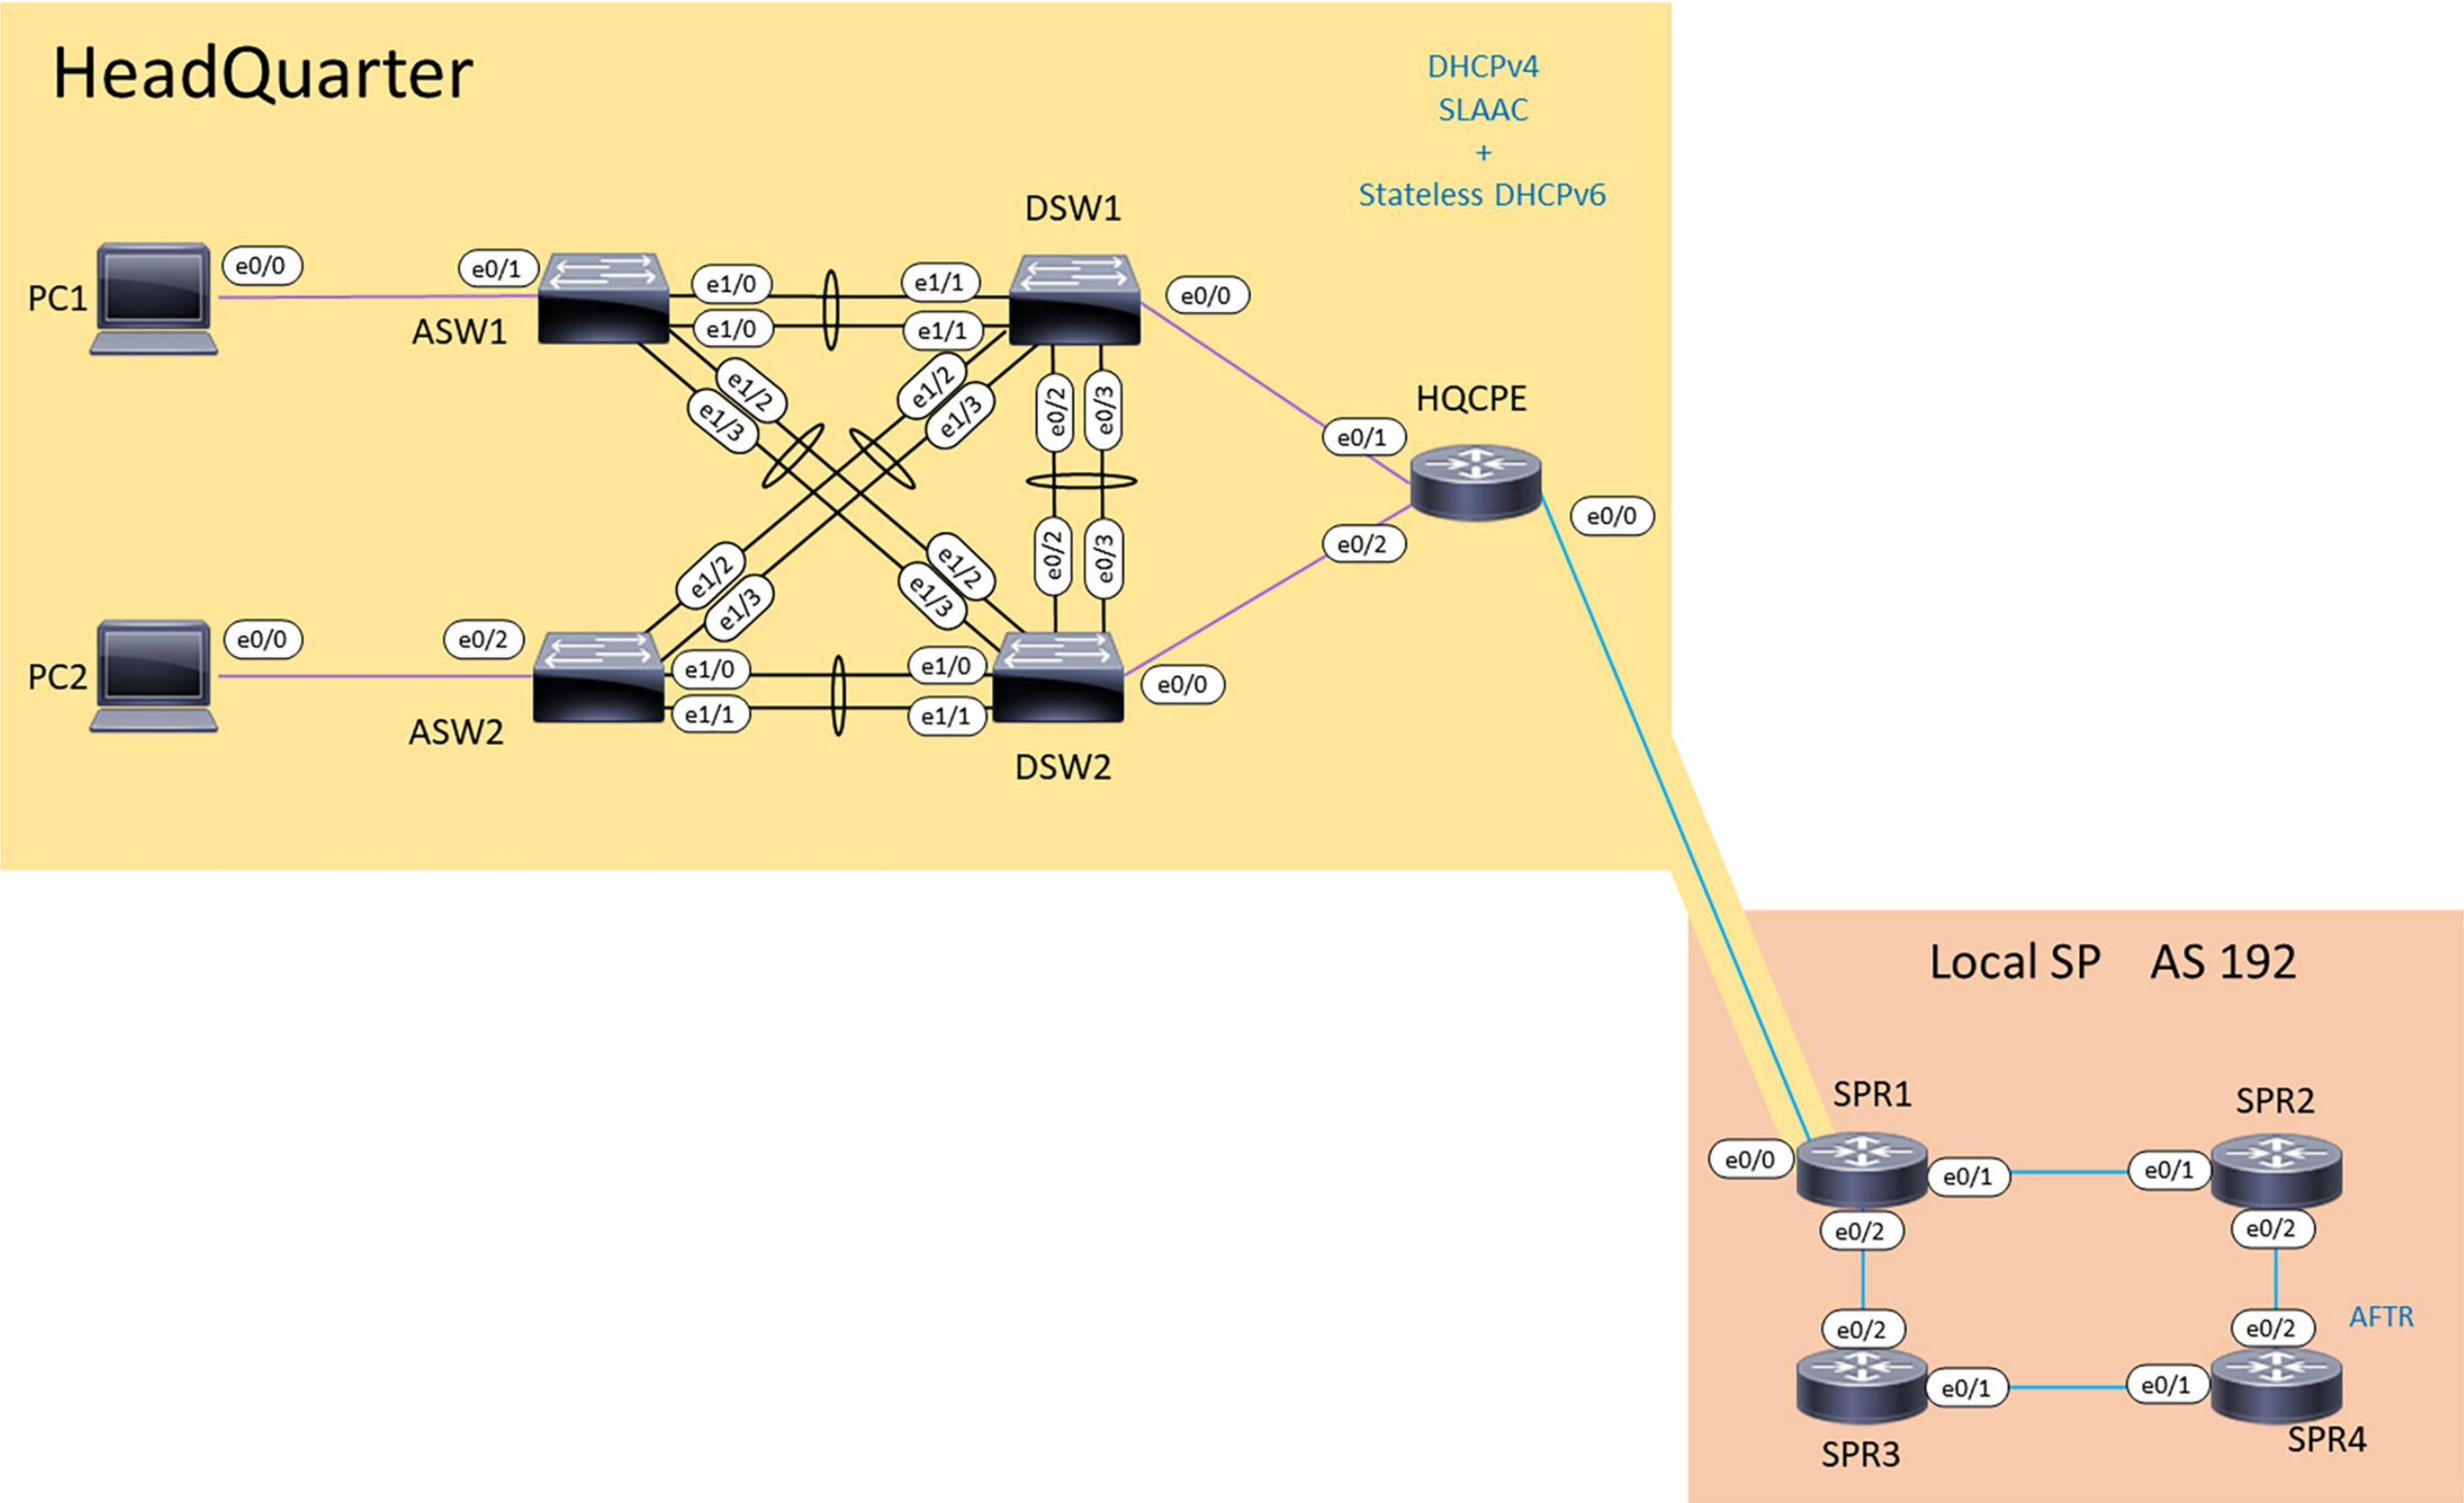 HeadQuarter
DHCPv4
SLAAC
+
Stateless DHCPv6
DSW1
PC1
e0/0
e0/1
ASW1
e1/0
e1/1
e1/0
e1/1
e0/0
e1/2
e1/3
e1/2
e1/3
e0/2
e0/3
HQCPE
e0/1
e0/0
e0/2
e1/2
e1/3
e1/2
e1/3
e0/2
e0/3
PC2
e0/0
e0/2
ASW2
e1/0
e1/0
e1/1
e1/1
e0/0
DSW2
Local SP AS 192
SPR1
SPR2
e0/0
e0/1
e0/1
e0/2
e0/2
AFTR
e0/2
e0/2
e0/1
e0/1
SPR3
SPR4